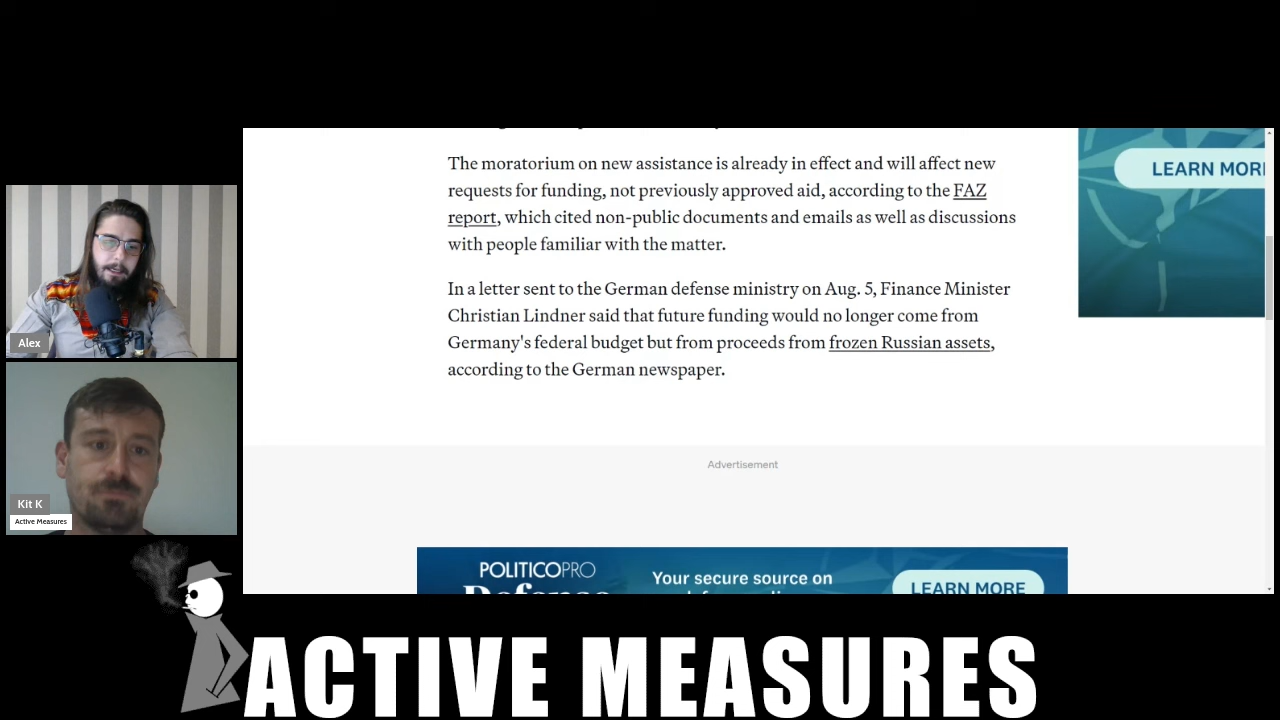 The moratorium on new assistance is already in effect and will affect new
requests for funding, not previously approved aid, according to the FAZ
report, which cited non-public documents and emails as well as discussions
with people familiar with the matter.
In a letter sent to the German defense ministry on Aug. 5, Finance Minister
Christian Lindner said that future funding would no longer come from
Germany's federal budget but from proceeds from frozen Russian assets,
according to the German newspaper.
LEARN MOR
Alex
Kit K
Active Measures
Advertisement
POLITICOPRO
Your secure source on
LEARN MORE
ACTIVE MEASURES